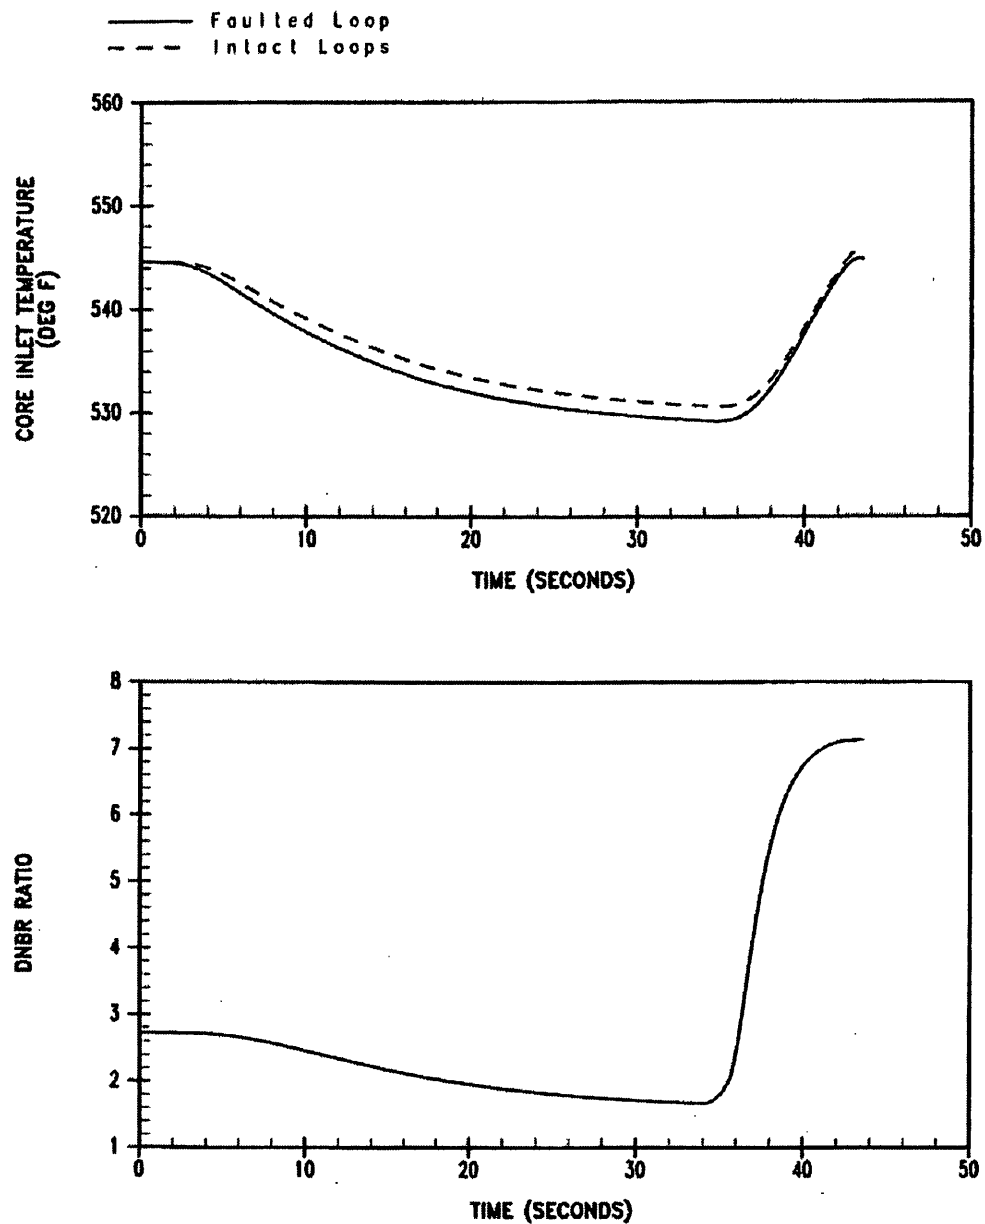 Faulted Loop
Intact Loops
560
550
540
530
520
CORE INLET TEMPERATURE
(DEG F)
0 10 20 30 40 50
TIME (SECONDS)
8
7
6
5
4
3
2
1
DNBR RATIO
0 10 20 30 40 50
TIME (SECONDS)